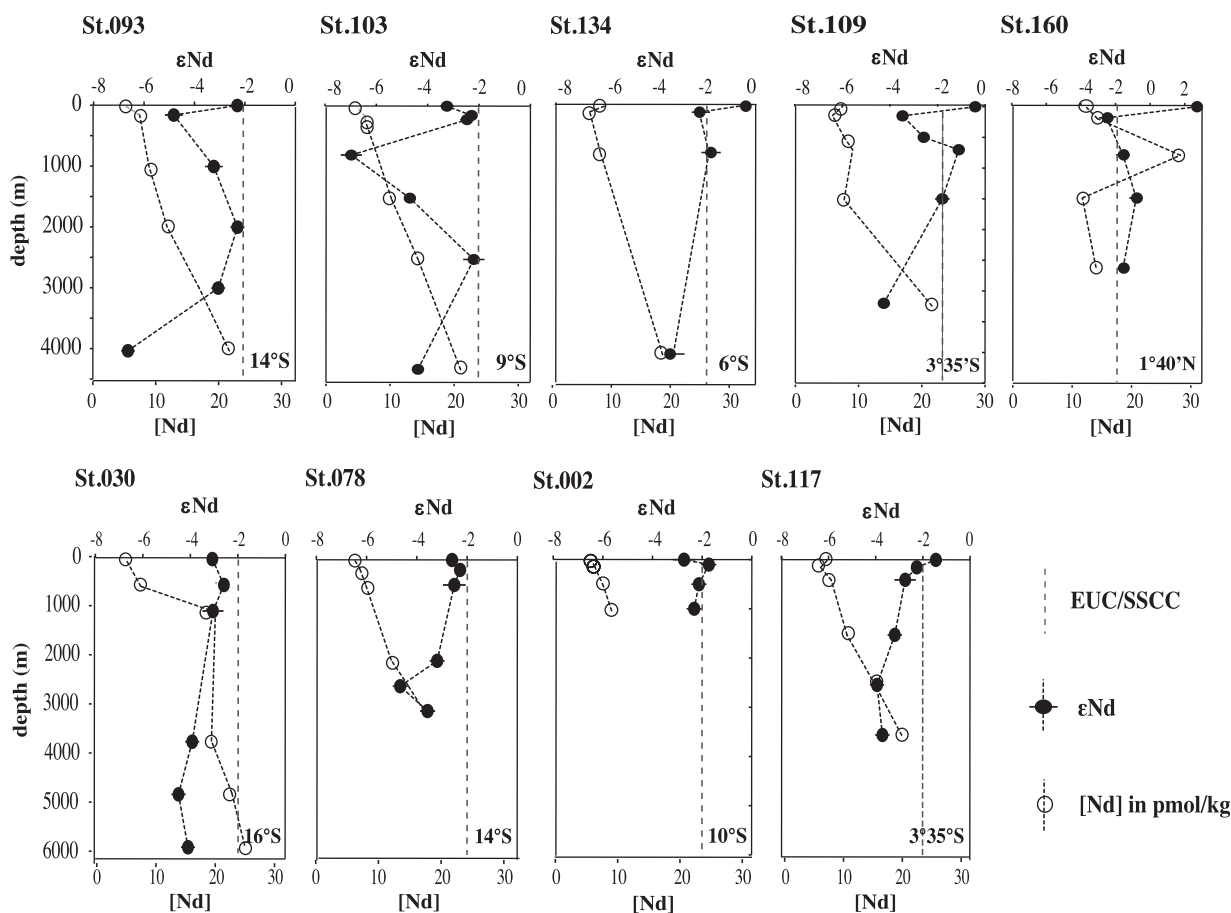 St.093 St.103 St.134 St.109 St.160
εNd εNd εNd εNd εNd
-8 -6 -4 -2 0 -8 -6 -4 -2 0 -8 -6 -4 -2 0 -8 -6 -4 -2 0 -8 -6 -4 -2 0 2
0
1000
2000
3000
4000
depth (m)
14°S 9°S 6°S 3°35'S 1°40'N
0 10 20 30 0 10 20 30 0 10 20 30 0 10 20 30 0 10 20 30
[Nd] [Nd] [Nd] [Nd] [Nd]
St.030 St.078 St.002 St.117
εNd εNd εNd εNd
-8 -6 -4 -2 0 -8 -6 -4 -2 0 -8 -6 -4 -2 0 -8 -6 -4 -2 0
0
1000
2000
3000
4000
5000
6000
depth (m)
16°S 14°S 10°S 3°35°S
0 10 20 30 0 10 20 30 0 10 20 30 0 10 20 30
[Nd] [Nd] [Nd] [Nd]
EUC/SSCC
εNd
[Nd] in pmol/kg